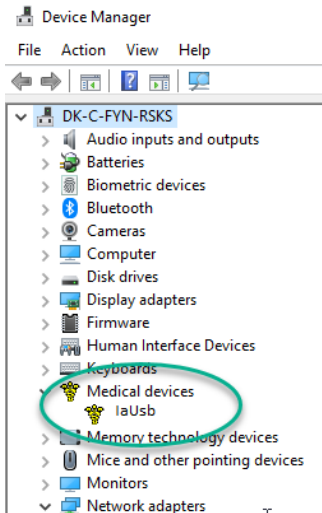 Device Manager
File Action View Help
DK-C-FYN-RSKS
Audio inputs and outputs
Batteries
Biometric devices
Bluetooth
Cameras
Computer
Disk drives
Display adapters
Firmware
Human Interface Devices
Keyboards
Medical devices
IaUsb
Memory technology devices
Mice and other pointing devices
Monitors
Network adapters